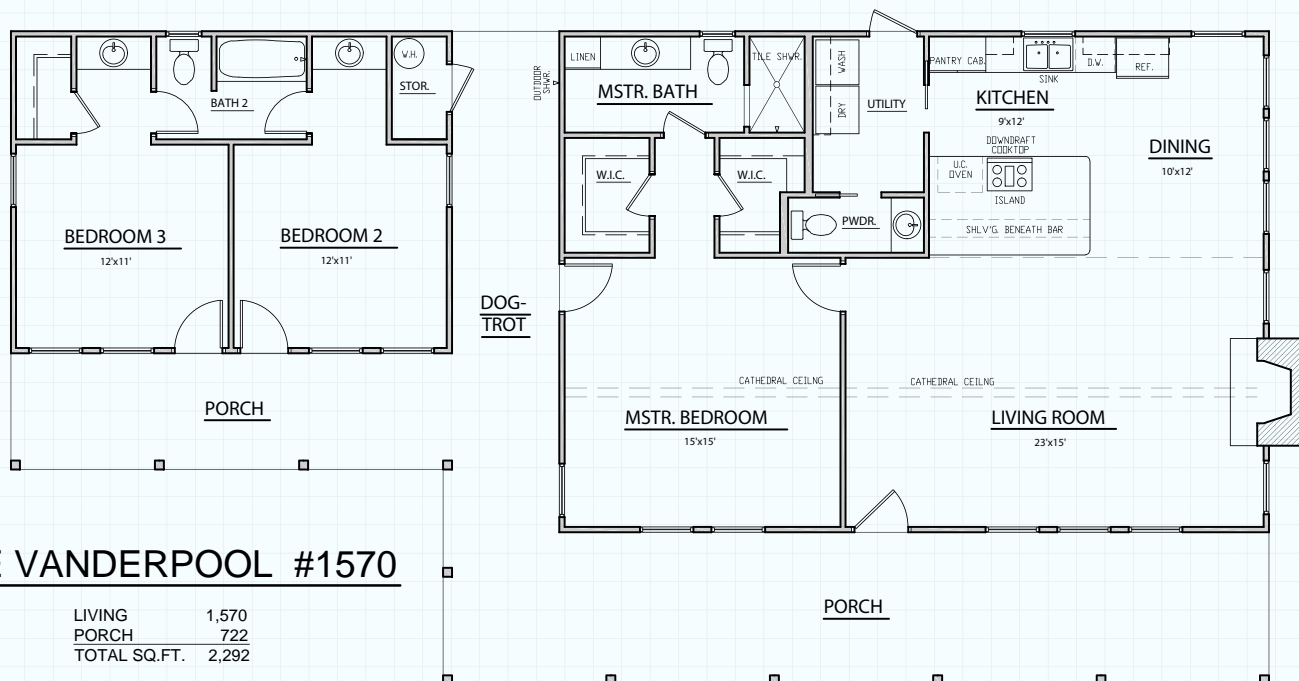 W.H.
STOR.
BATH 2
BEDROOM 3
12'x11'
BEDROOM 2
12'x11'
PORCH
DOG-
TROT
OUTDOOR
SHWR.
LINEN
MSTR. BATH
TILE SHWR.
WASH
DRY
UTILITY
PANTRY CAB.
SINK
D.W.
REF.
KITCHEN
9'x12'
DINING
10'x12'
DOWNDRAFT
COOKTOP
U.C.
OVEN
ISLAND
SHLV'G. BENEATH BAR
W.I.C.
W.I.C.
PWDR.
CATHEDRAL CEILNG
CATHEDRAL CEILNG
MSTR. BEDROOM
15'x15'
LIVING ROOM
23'x15'
PORCH
E VANDERPOOL #1570
LIVING 1,570
PORCH 722
TOTAL SQ.FT. 2,292